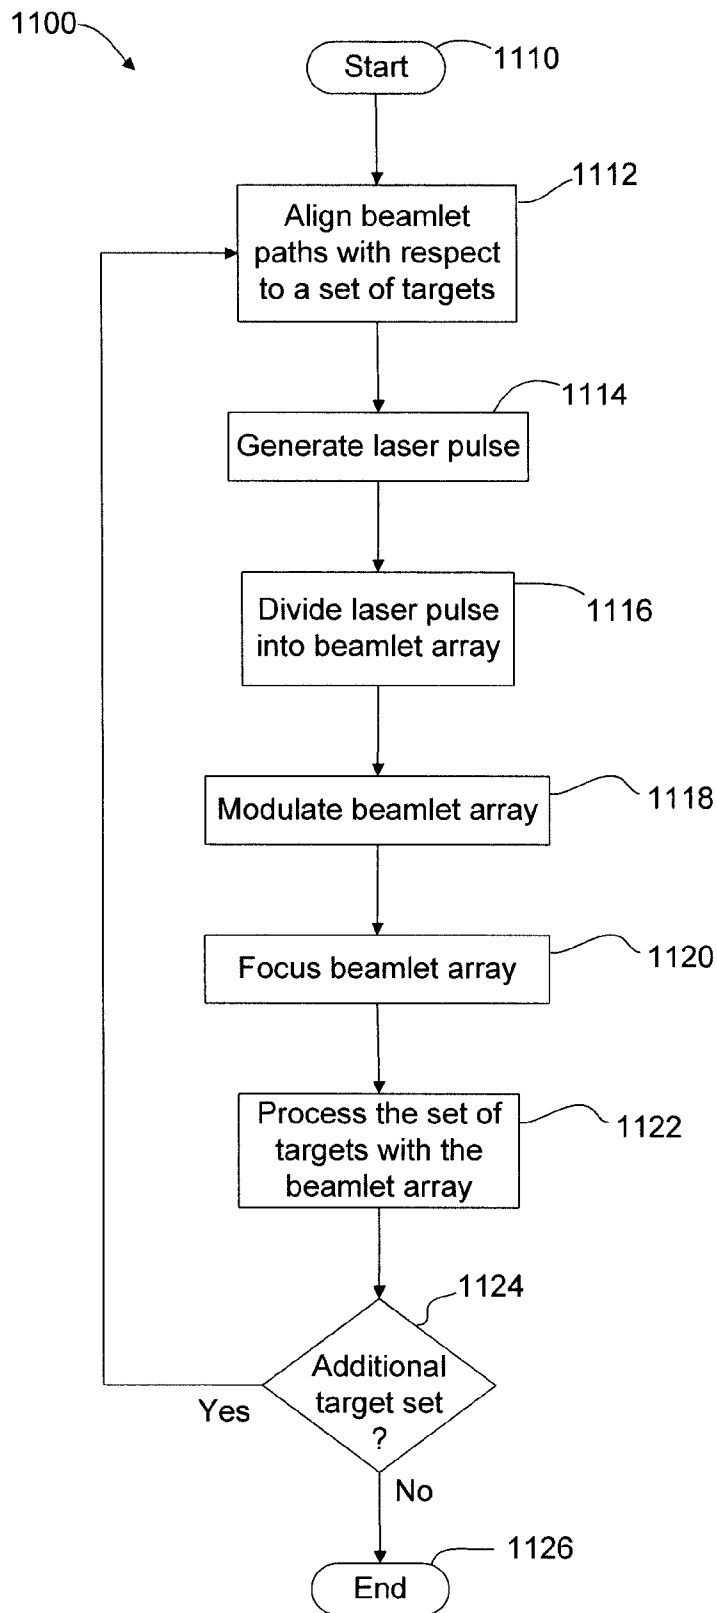 1100
Start
1110
1112
Align beamlet
paths with respect
to a set of targets
1114
Generate laser pulse
Divide laser pulse
into beamlet array
1116
Modulate beamlet array
1118
Focus beamlet array
1120
Process the set of
targets with the
beamlet array
1122
1124
Additional
target set
?
Yes
No
1126
End